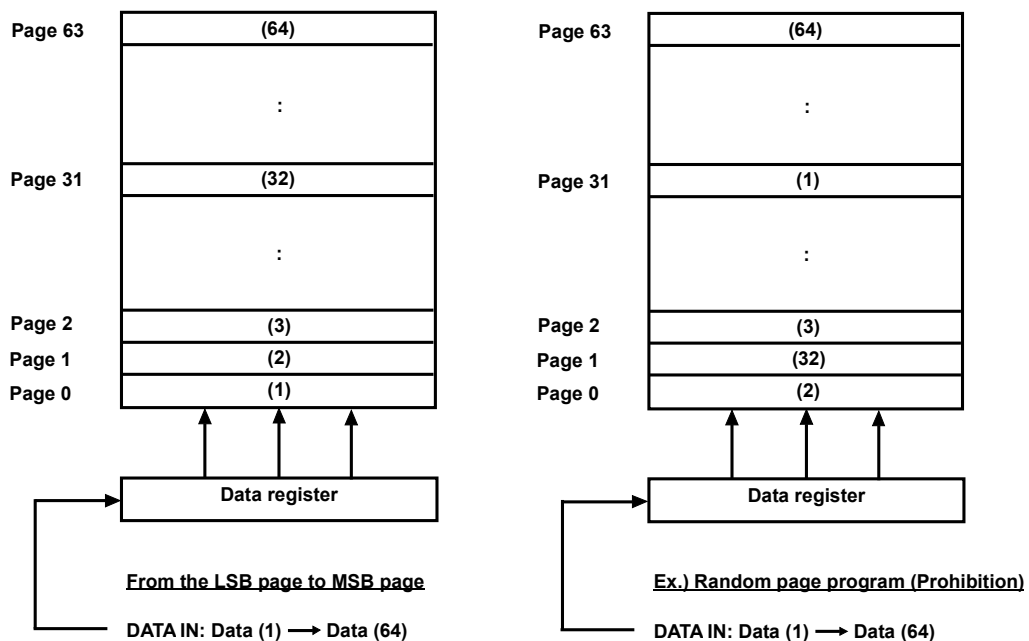 Page 63
(64)
:
Page 31
(32)
:
Page 2
(3)
Page 1
(2)
Page 0
(1)
Data register
From the LSB page to MSB page
DATA IN: Data (1) → Data (64)
Page 63
(64)
:
Page 31
(1)
:
Page 2
(3)
Page 1
(32)
Page 0
(2)
Data register
Ex.) Random page program (Prohibition)
DATA IN: Data (1) → Data (64)